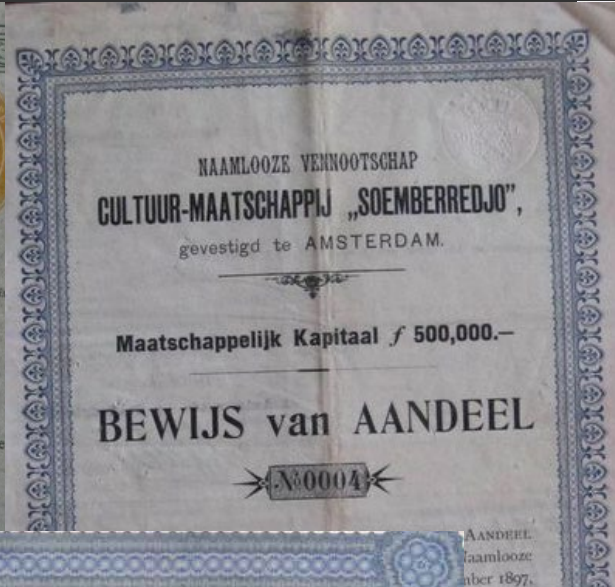 NAAMLOOZE VENNOOTSCHAP
CULTUUR-MAATSCHAPPIJ „SOEMBERREDJO”,
gevestigd te AMSTERDAM.
Maatschappelijk Kapitaal ƒ 500,000.—
BEWIJS van AANDEEL
No. 0004
AANDEEL
Naamlooze
1897,